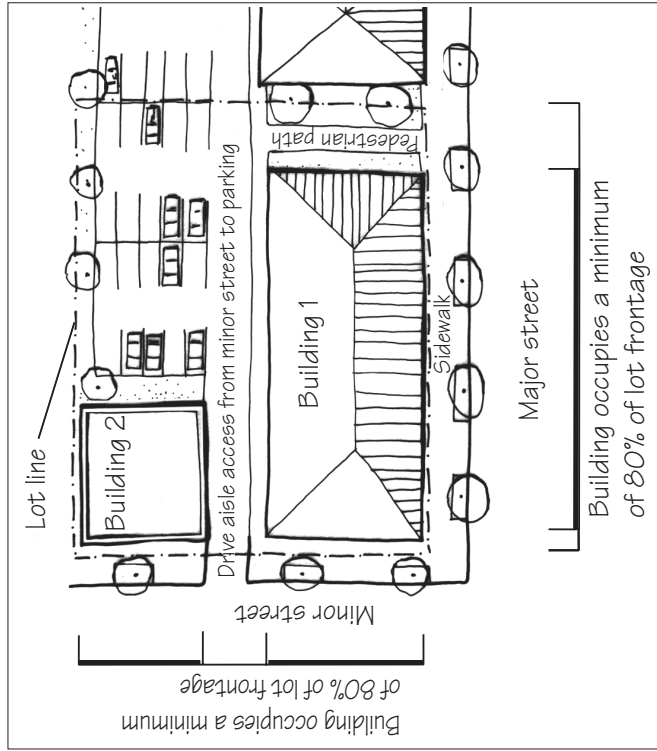 Lot line
Building 2
Drive aisle access from minor street to parking
Building 1
Pedestrian path
Sidewalk
Major street
Building occupies a minimum
of 80% of lot frontage
Minor street
Building occupies a minimum
of 80% of lot frontage